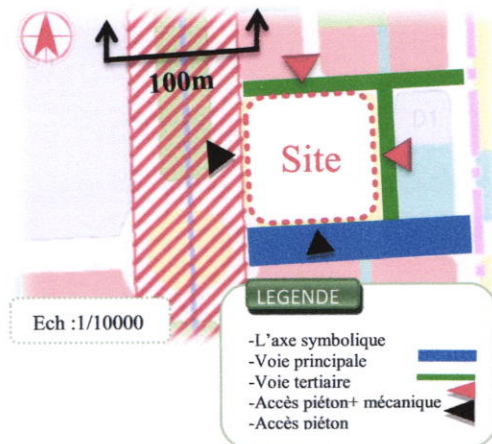 100m
D1
Site
Ech :1/10000
LEGENDE
-L'axe symbolique
-Voie principale
-Voie tertiaire
-Accès piéton+ mécanique
-Accès piéton